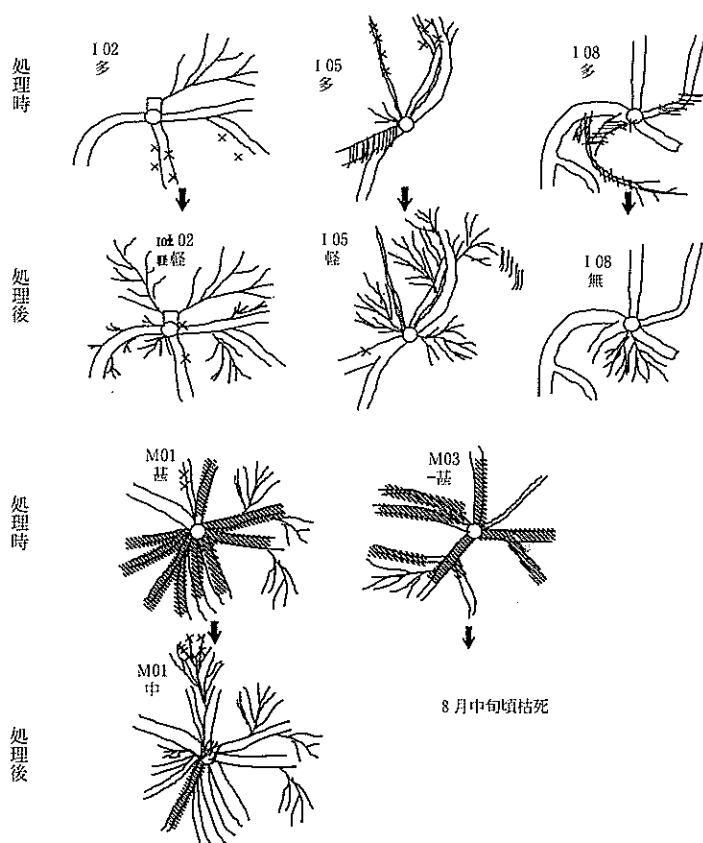 処理時
I 02
多
I 05
多
I 08
多
処理後
I 02
軽
I 05
軽
I 08
無
処理時
M01
甚
M03
甚
処理後
M01
中
8月中旬頃枯死